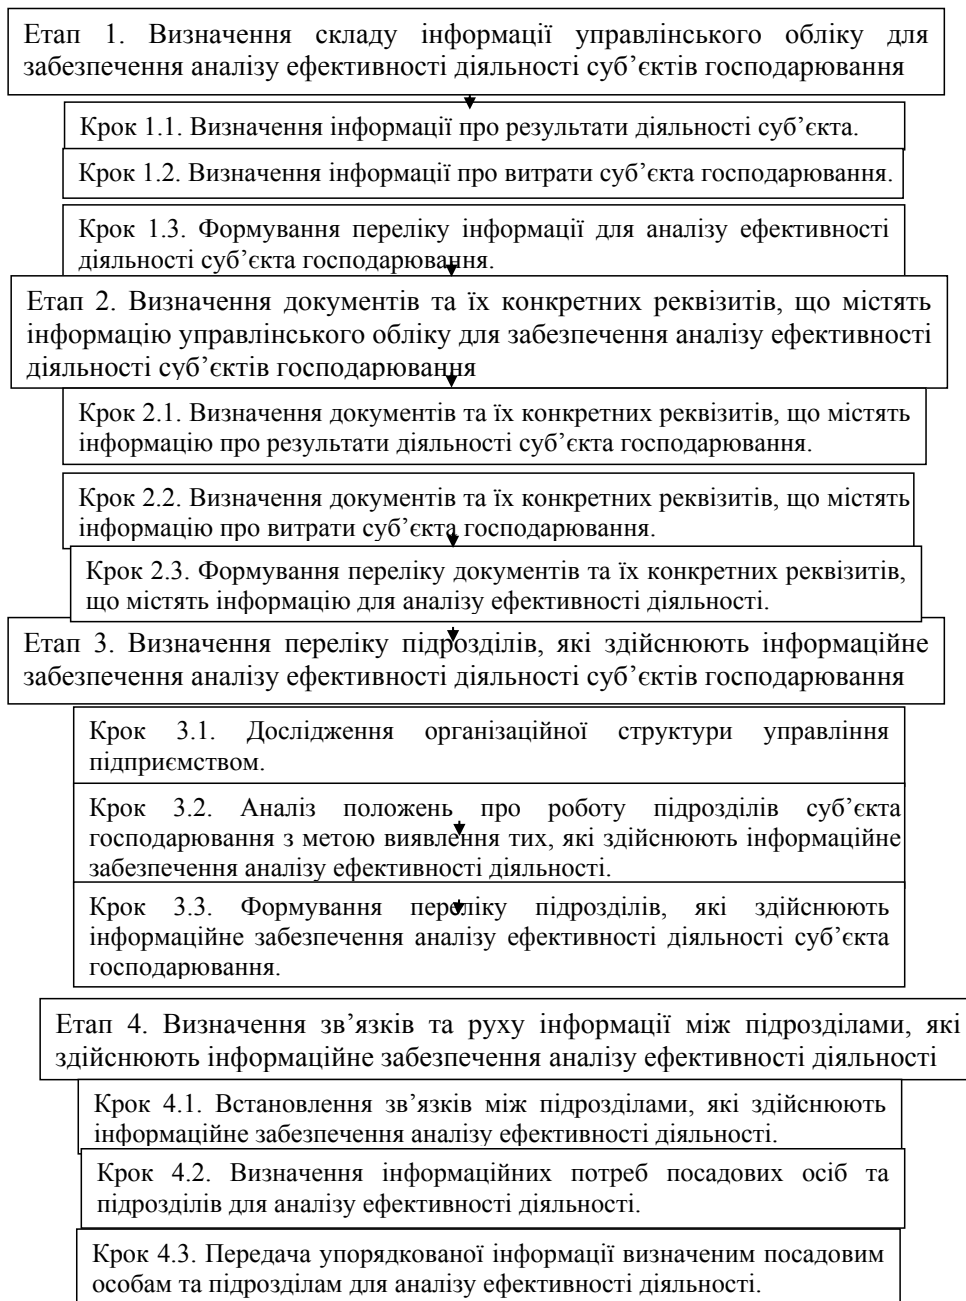 Етап 1. Визначення складу інформації управлінського обліку для
забезпечення аналізу ефективності діяльності суб’єктів господарювання
Крок 1.1. Визначення інформації про результати діяльності суб’єкта.
Крок 1.2. Визначення інформації про витрати суб’єкта господарювання.
Крок 1.3. Формування переліку інформації для аналізу ефективності
діяльності суб’єкта господарювання.
Етап 2. Визначення документів та їх конкретних реквізитів, що містять
інформацію управлінського обліку для забезпечення аналізу ефективності
діяльності суб’єктів господарювання
Крок 2.1. Визначення документів та їх конкретних реквізитів, що містять
інформацію про результати діяльності суб’єкта господарювання.
Крок 2.2. Визначення документів та їх конкретних реквізитів, що містять
інформацію про витрати суб’єкта господарювання.
Крок 2.3. Формування переліку документів та їх конкретних реквізитів,
що містять інформацію для аналізу ефективності діяльності.
Етап 3. Визначення переліку підрозділів, які здійснюють інформаційне
забезпечення аналізу ефективності діяльності суб’єктів господарювання
Крок 3.1. Дослідження організаційної структури управління
підприємством.
Крок 3.2. Аналіз положень про роботу підрозділів суб’єкта
господарювання з метою виявлення тих, які здійснюють інформаційне
забезпечення аналізу ефективності діяльності.
Крок 3.3. Формування переліку підрозділів, які здійснюють
інформаційне забезпечення аналізу ефективності діяльності суб’єкта
господарювання.
Етап 4. Визначення зв’язків та руху інформації між підрозділами, які
здійснюють інформаційне забезпечення аналізу ефективності діяльності
Крок 4.1. Встановлення зв’язків між підрозділами, які здійснюють
інформаційне забезпечення аналізу ефективності діяльності.
Крок 4.2. Визначення інформаційних потреб посадових осіб та
підрозділів для аналізу ефективності діяльності.
Крок 4.3. Передача упорядкованої інформації визначеним посадовим
особам та підрозділам для аналізу ефективності діяльності.